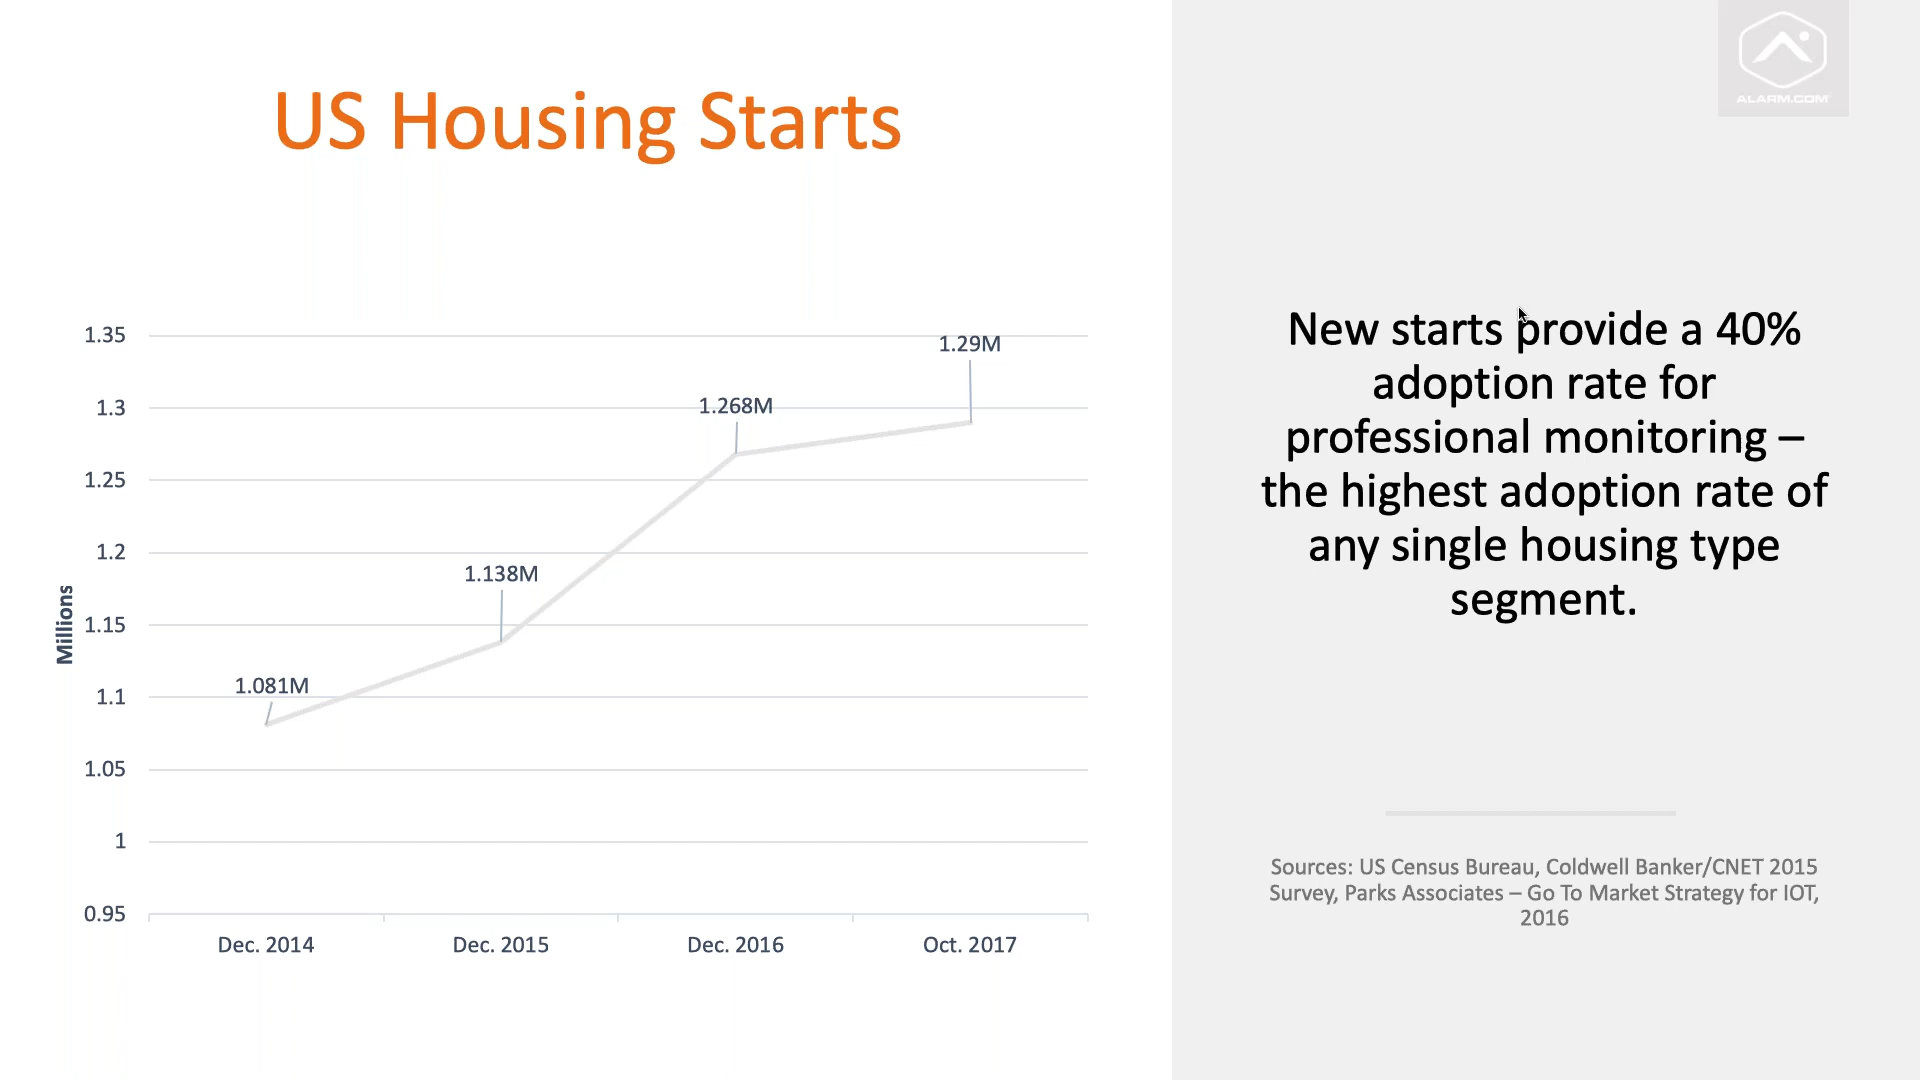 US Housing Starts
ALARM.COM
1.35
1.3
1.25
1.2
1.15
1.1
1.05
1
0.95
Millions
1.081M
1.138M
1.268M
1.29M
Dec. 2014
Dec. 2015
Dec. 2016
Oct. 2017
New starts provide a 40%
adoption rate for
professional monitoring –
the highest adoption rate of
any single housing type
segment.
Sources: US Census Bureau, Coldwell Banker/CNET 2015
Survey, Parks Associates – Go To Market Strategy for IOT,
2016